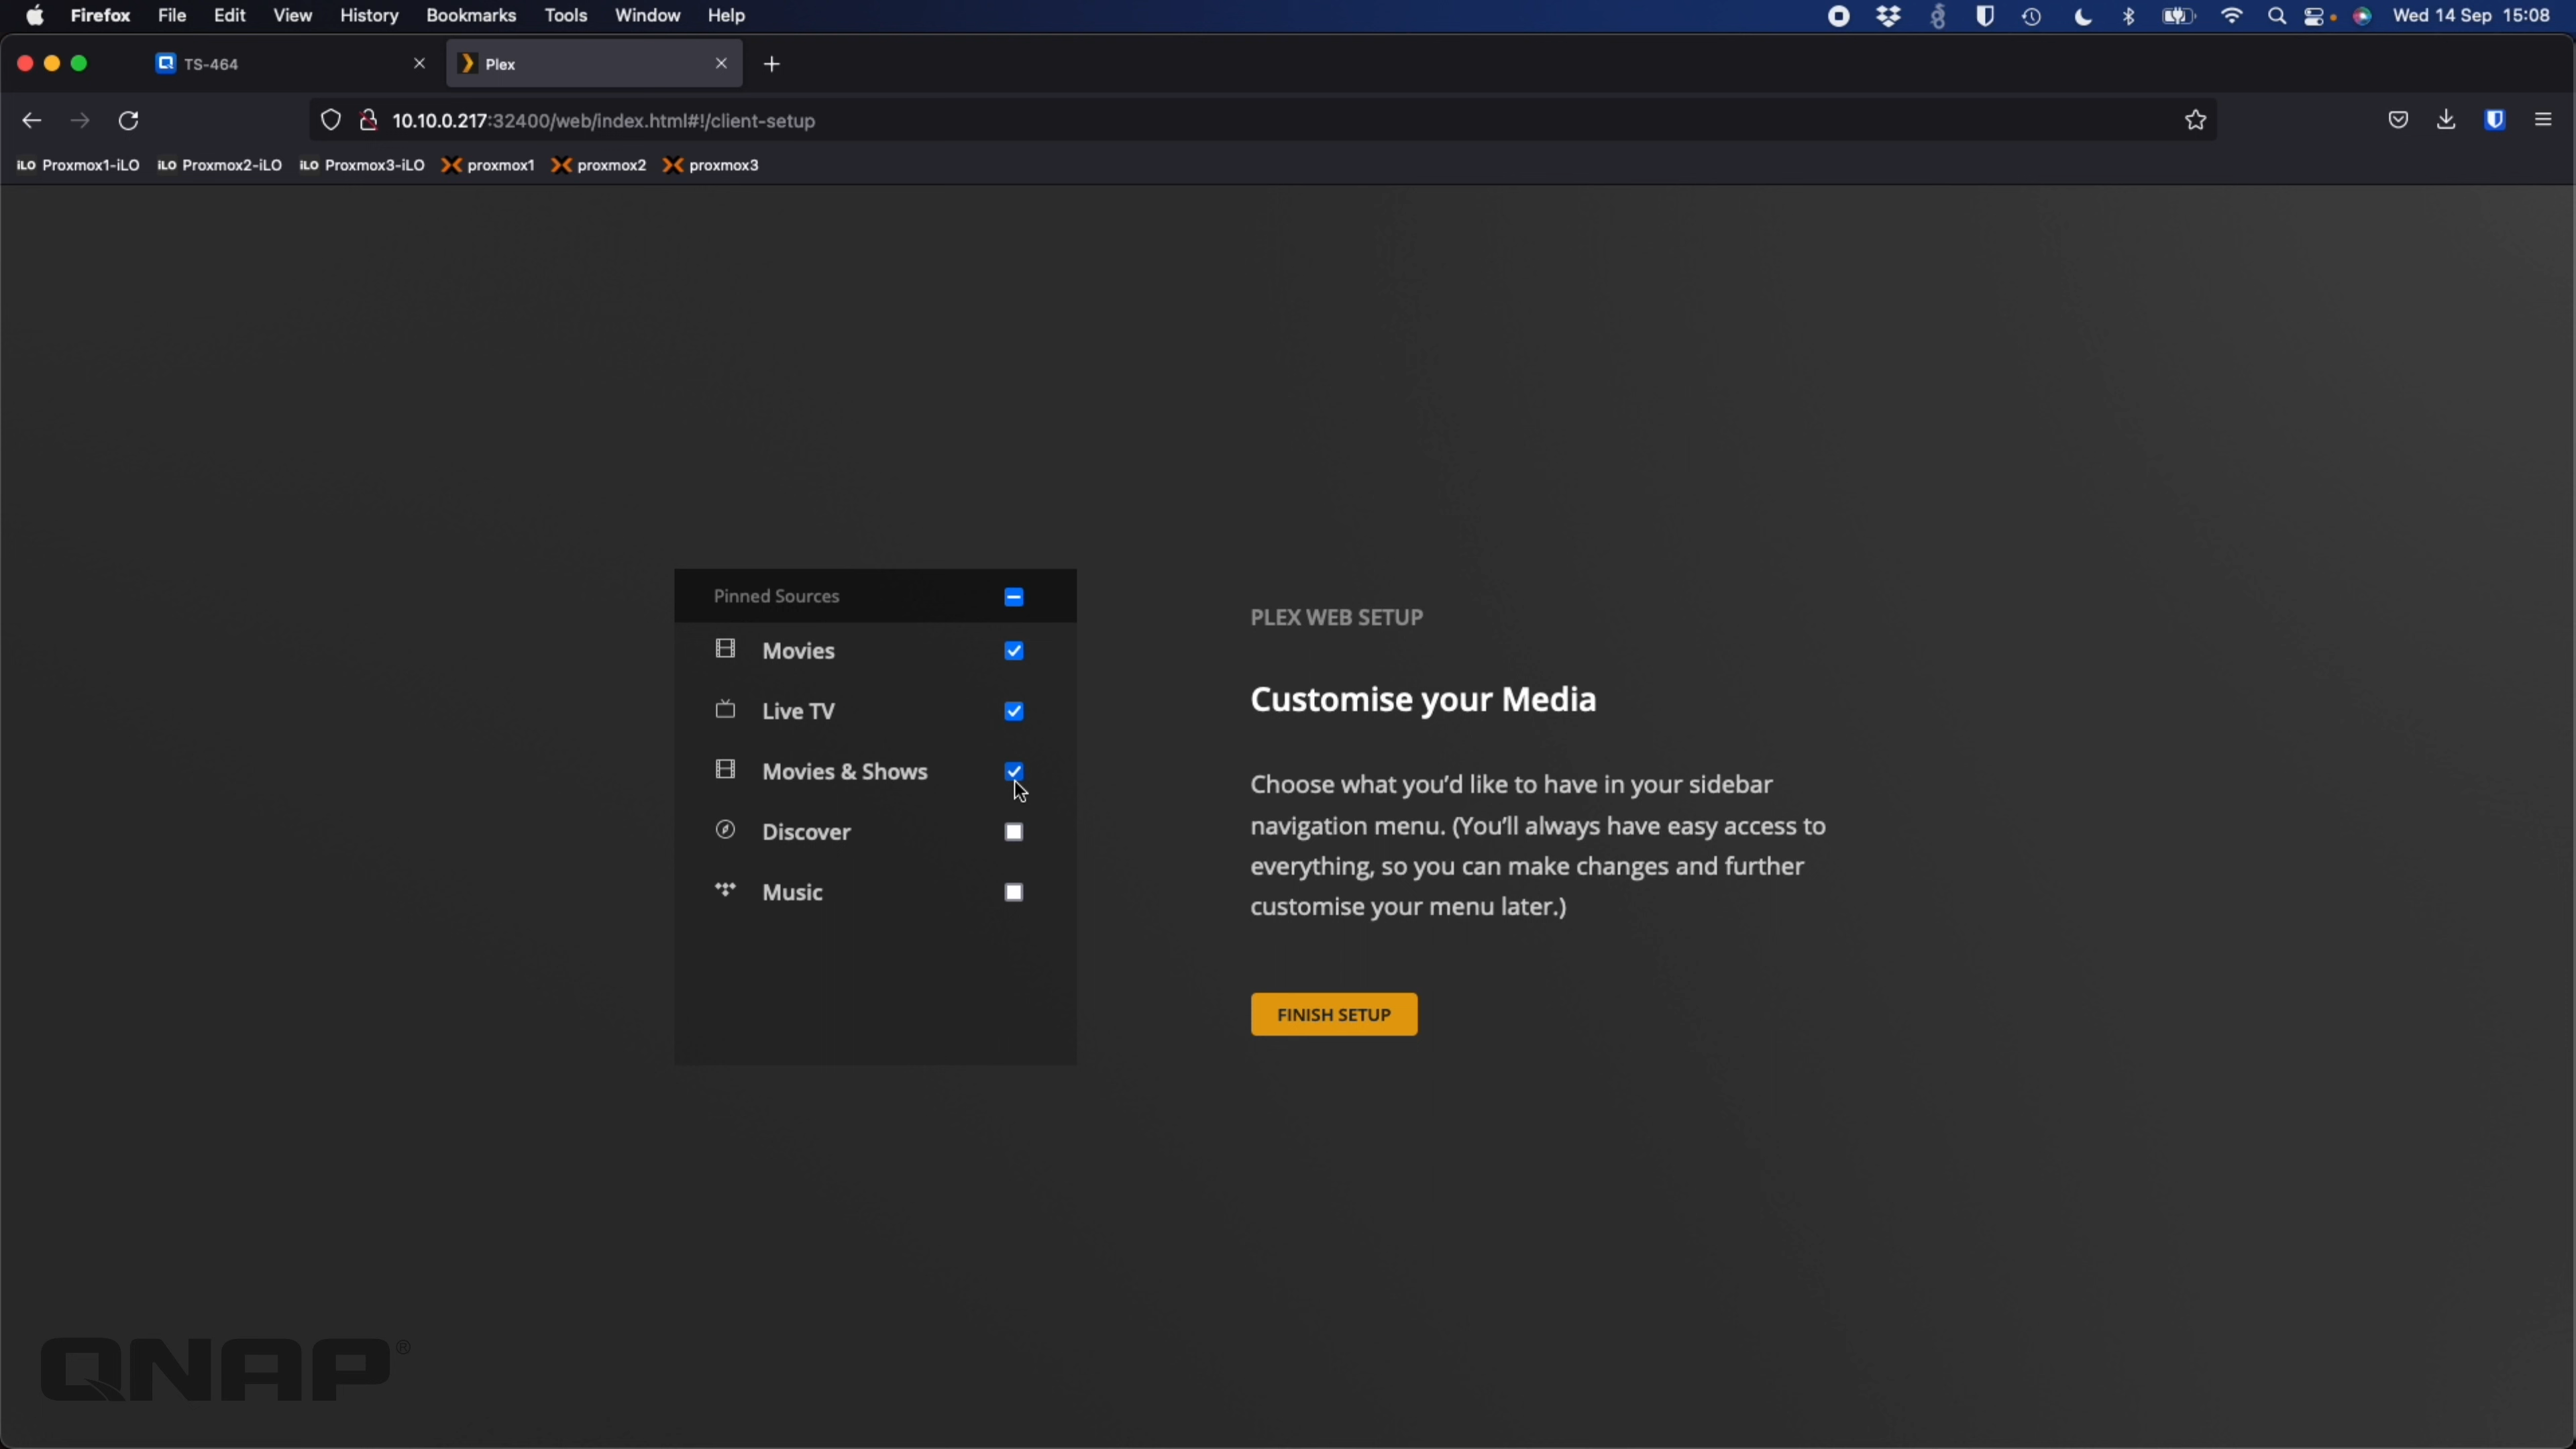 Firefox File Edit View History Bookmarks Tools Window Help Wed 14 Sep 15:08
TS-464 Plex
10.10.0.217:32400/web/index.html#!/client-setup
iLO Proxmox1-iLO iLO Proxmox2-iLO iLO Proxmox3-iLO proxmox1 proxmox2 proxmox3
Pinned Sources
Movies
Live TV
Movies & Shows
Discover
Music
PLEX WEB SETUP
Customise your Media
Choose what you’d like to have in your sidebar
navigation menu. (You’ll always have easy access to
everything, so you can make changes and further
customise your menu later.)
FINISH SETUP
QNAP®